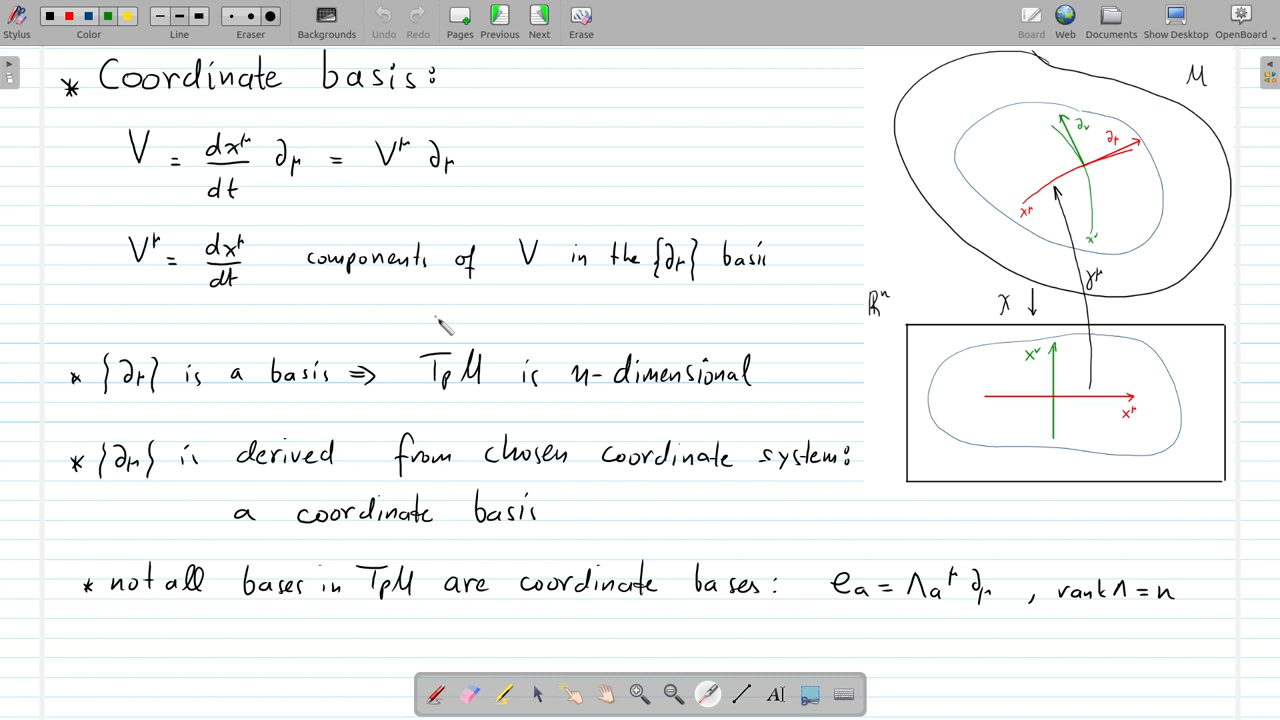 Stylus Color Line Eraser Backgrounds Undo Redo Pages Previous Next Erase Board Web Documents Show Desktop OpenBoard
* Coordinate basis:
V = dx^μ/dt ∂_μ = V^μ ∂_μ
V^μ = dx^μ/dt components of V in the {∂_μ} basis
* {∂_μ} is a basis ⇒ T_pM is n-dimensional
* {∂_μ} is derived from chosen coordinate system:
a coordinate basis
* not all bases in T_pM are coordinate bases: e_a = Λ_a^μ ∂_μ , rank Λ = n
M
∂_ν
∂_μ
x^μ
x^ν
γ^μ
R^n
χ ↓
x^ν
x^μ